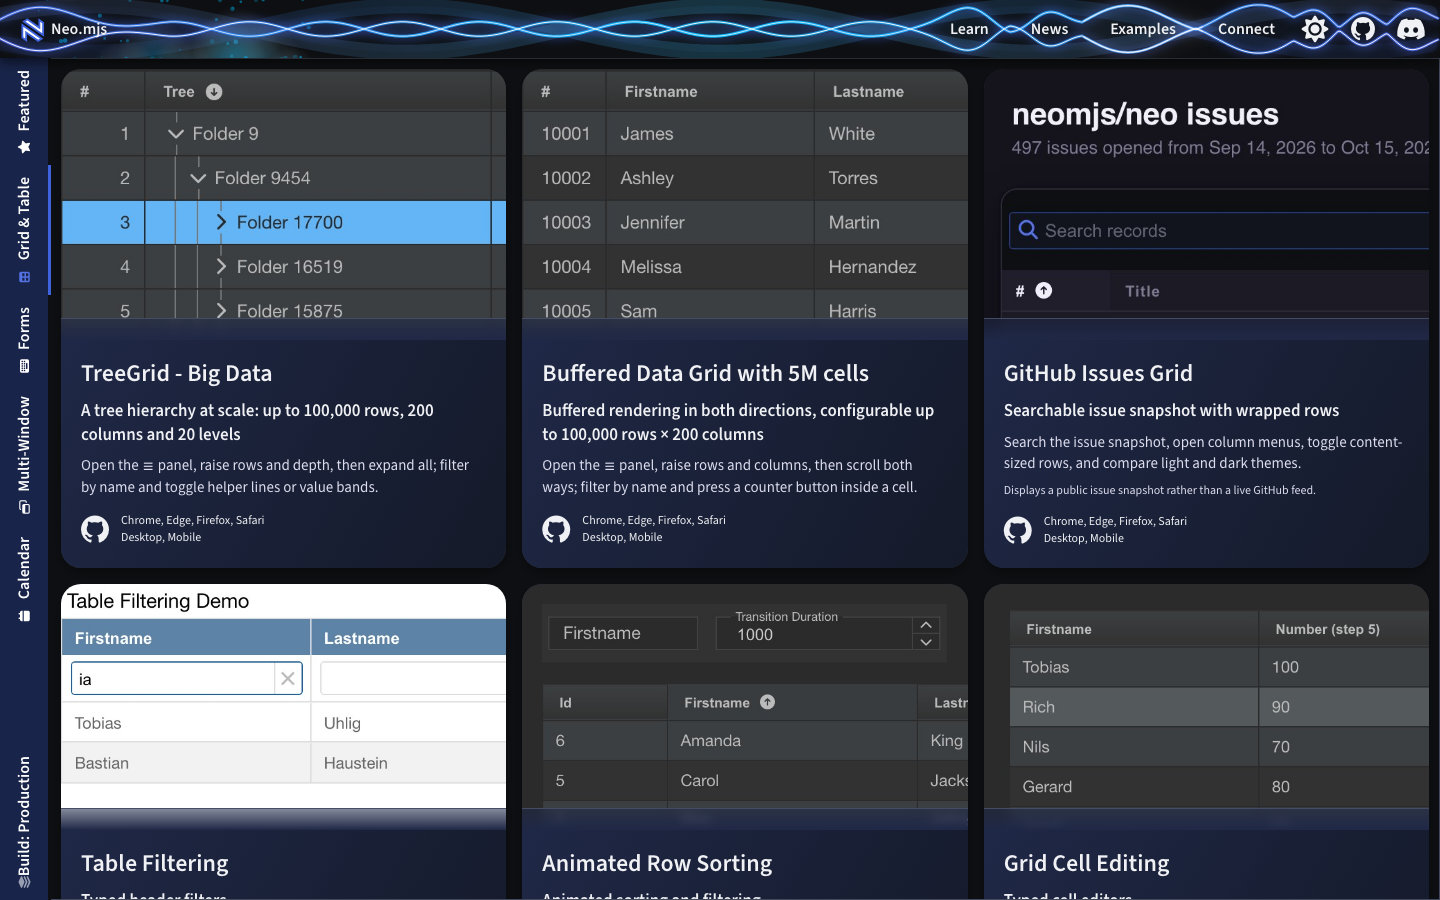 Neo.mjs
Learn
News
Examples
Connect
Featured
Grid & Table
Forms
Multi-Window
Calendar
Build: Production
# Tree
1 Folder 9
2 Folder 9454
3 Folder 17700
4 Folder 16519
5 Folder 15875
TreeGrid - Big Data
A tree hierarchy at scale: up to 100,000 rows, 200
columns and 20 levels
Open the ≡ panel, raise rows and depth, then expand all; filter
by name and toggle helper lines or value bands.
Chrome, Edge, Firefox, Safari
Desktop, Mobile
# Firstname Lastname
10001 James White
10002 Ashley Torres
10003 Jennifer Martin
10004 Melissa Hernandez
10005 Sam Harris
Buffered Data Grid with 5M cells
Buffered rendering in both directions, configurable up
to 100,000 rows × 200 columns
Open the ≡ panel, raise rows and columns, then scroll both
ways; filter by name and press a counter button inside a cell.
Chrome, Edge, Firefox, Safari
Desktop, Mobile
neomjs/neo issues
497 issues opened from Sep 14, 2026 to Oct 15, 202
Search records
# Title
GitHub Issues Grid
Searchable issue snapshot with wrapped rows
Search the issue snapshot, open column menus, toggle content-
sized rows, and compare light and dark themes.
Displays a public issue snapshot rather than a live GitHub feed.
Chrome, Edge, Firefox, Safari
Desktop, Mobile
Table Filtering Demo
Firstname Lastname
ia
Tobias Uhlig
Bastian Haustein
Table Filtering
Typed header filters
Firstname
Transition Duration
1000
Id Firstname Lastn
6 Amanda King
5 Carol Jacks
Animated Row Sorting
Animated sorting and filtering
Firstname Number (step 5)
Tobias 100
Rich 90
Nils 70
Gerard 80
Grid Cell Editing
Typed cell editors